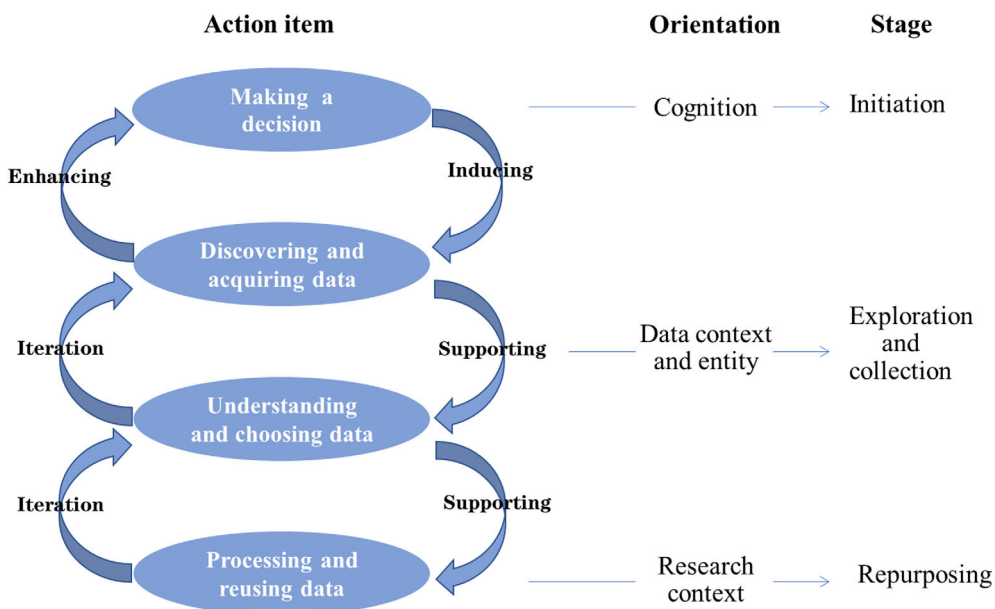 Action item
Orientation
Stage
Making a
decision
Cognition
Initiation
Enhancing
Inducing
Discovering and
acquiring data
Iteration
Supporting
Data context
and entity
Exploration
and
collection
Understanding
and choosing data
Iteration
Supporting
Processing and
reusing data
Research
context
Repurposing